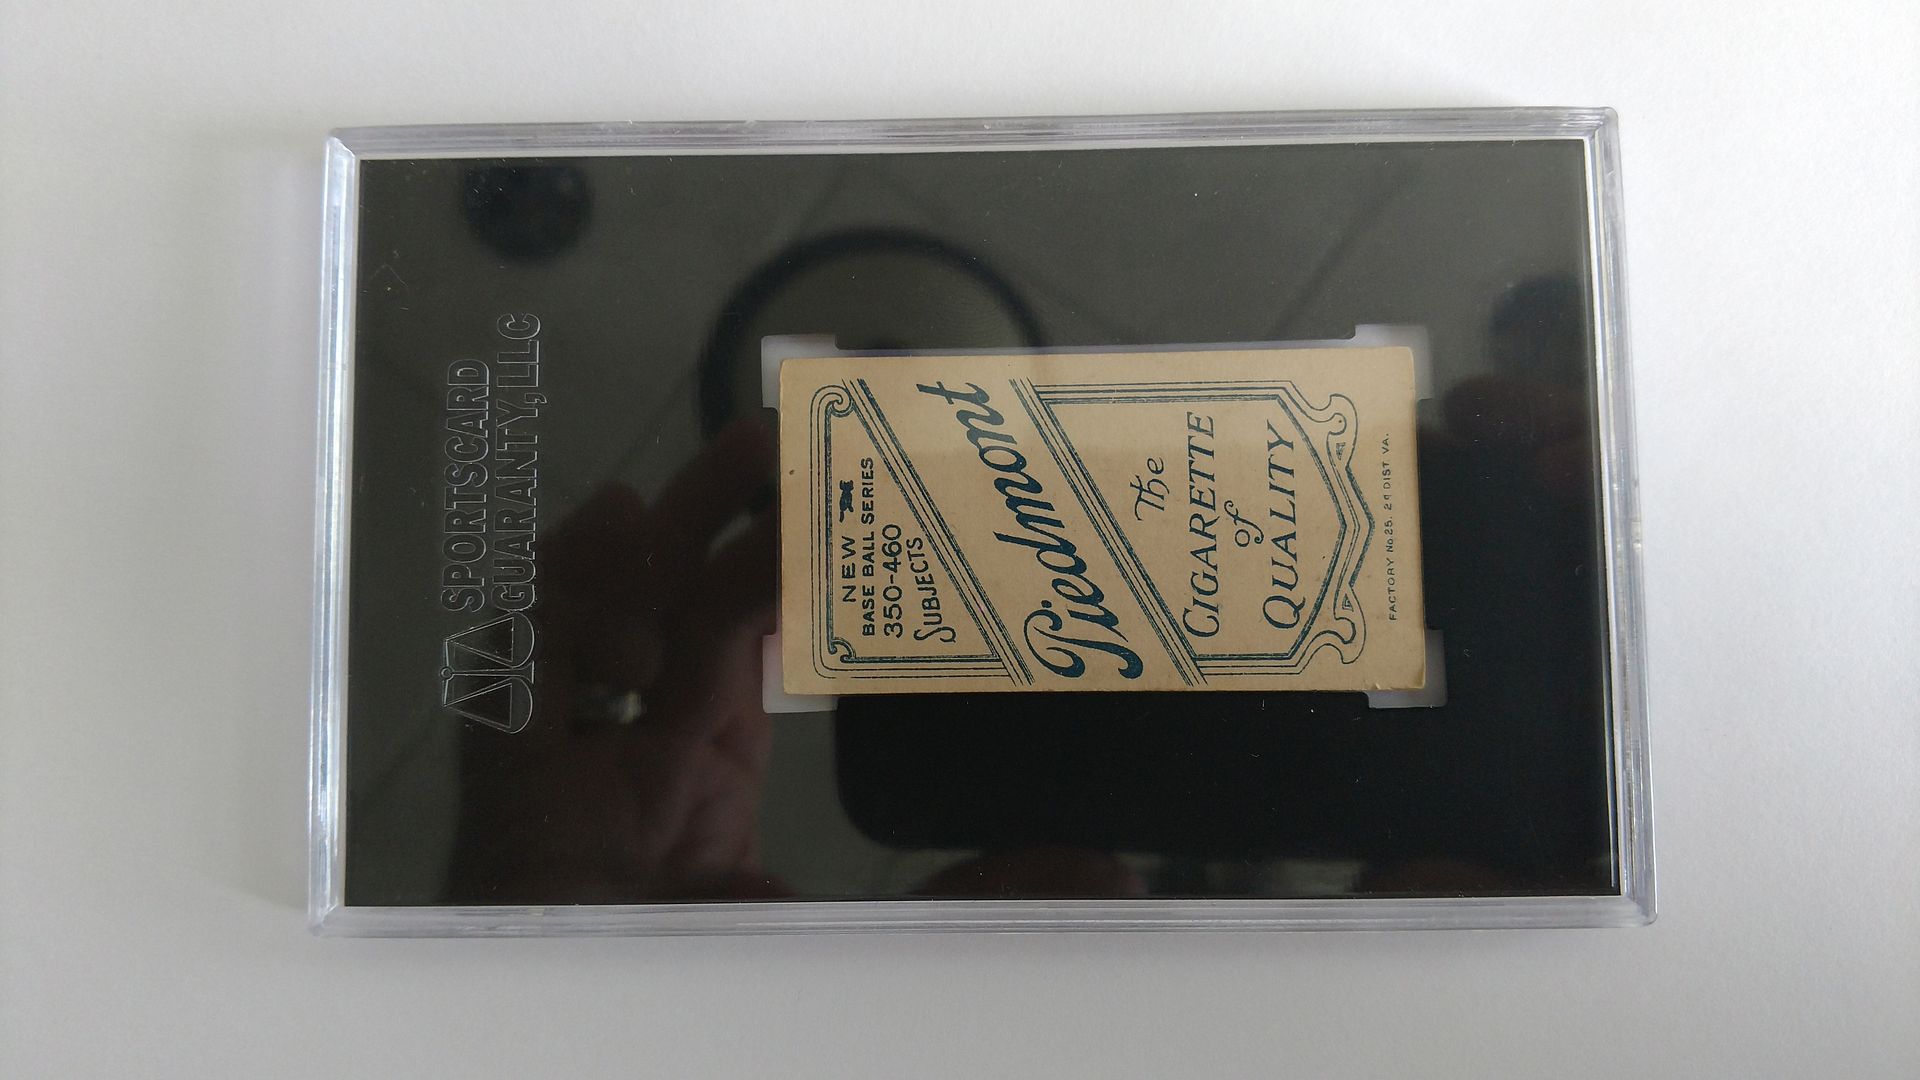 SPORTSCARD
GUARANTY, LLC
NEW
BASE BALL SERIES
350-460
SUBJECTS
Piedmont
The
CIGARETTE
of
QUALITY
FACTORY No. 25, 2ⁿᵈ DIST. VA.